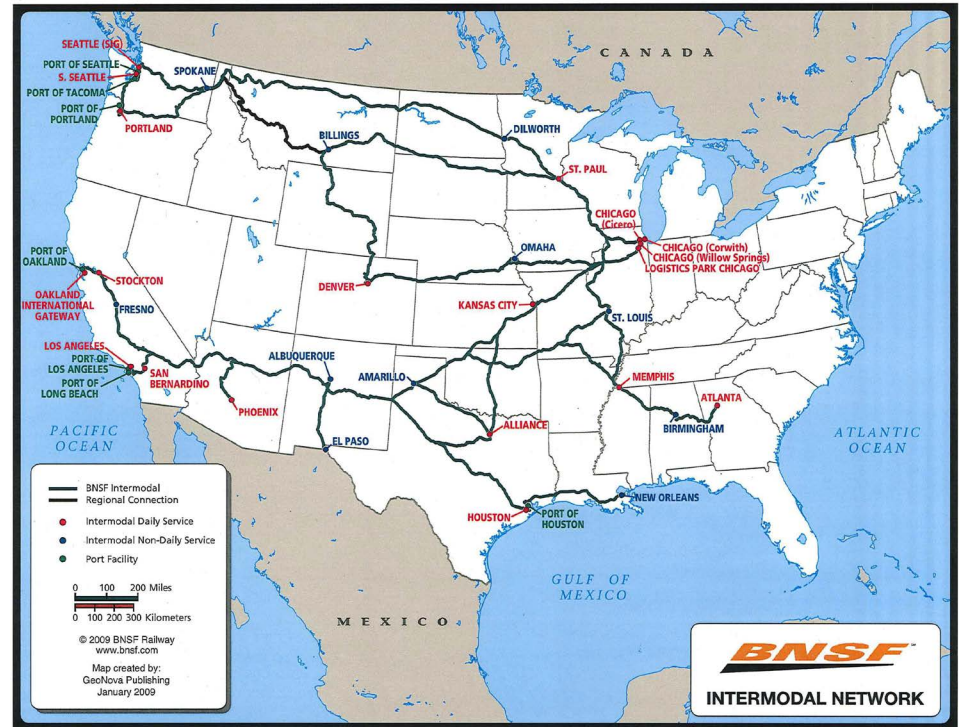 CANADA
SEATTLE (SIG)
PORT OF SEATTLE
S. SEATTLE
PORT OF TACOMA
PORT OF
PORTLAND
PORTLAND
SPOKANE
BILLINGS
DILWORTH
ST. PAUL
CHICAGO
(Cicero)
CHICAGO (Corwith)
CHICAGO (Willow Springs)
LOGISTICS PARK CHICAGO
OMAHA
DENVER
KANSAS CITY
ST. LOUIS
PORT OF
OAKLAND
STOCKTON
OAKLAND
INTERNATIONAL
GATEWAY
FRESNO
LOS ANGELES
PORT OF
LOS ANGELES
PORT OF
LONG BEACH
SAN
BERNARDINO
ALBUQUERQUE
AMARILLO
MEMPHIS
ATLANTA
BIRMINGHAM
PHOENIX
ALLIANCE
EL PASO
NEW ORLEANS
HOUSTON
PORT OF
HOUSTON
PACIFIC
OCEAN
ATLANTIC
OCEAN
GULF OF
MEXICO
MEXICO
BNSF Intermodal
Regional Connection
Intermodal Daily Service
Intermodal Non-Daily Service
Port Facility
0 100 200 Miles
0 100 200 300 Kilometers
© 2009 BNSF Railway
www.bnsf.com
Map created by:
GeoNova Publishing
January 2009
BNSF™
INTERMODAL NETWORK